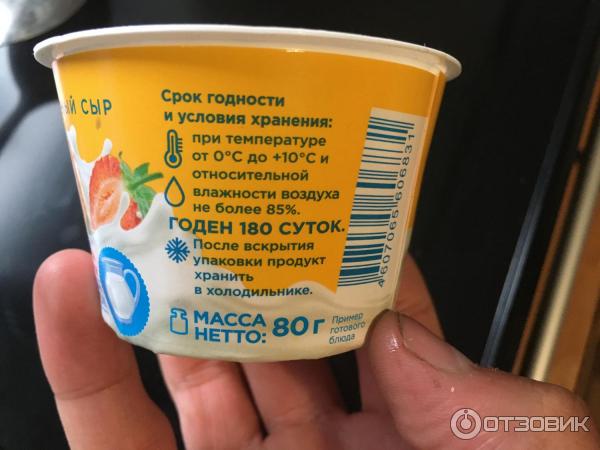 ЫЙ СЫР
Срок годности
и условия хранения:
при температуре
от 0°С до +10°С и
относительной
влажности воздуха
не более 85%.
ГОДЕН 180 СУТОК.
После вскрытия
упаковки продукт
хранить
в холодильнике.
МАССА
НЕТТО: 80 г
Пример
готового
блюда
4607065606831
ОТЗОВИК